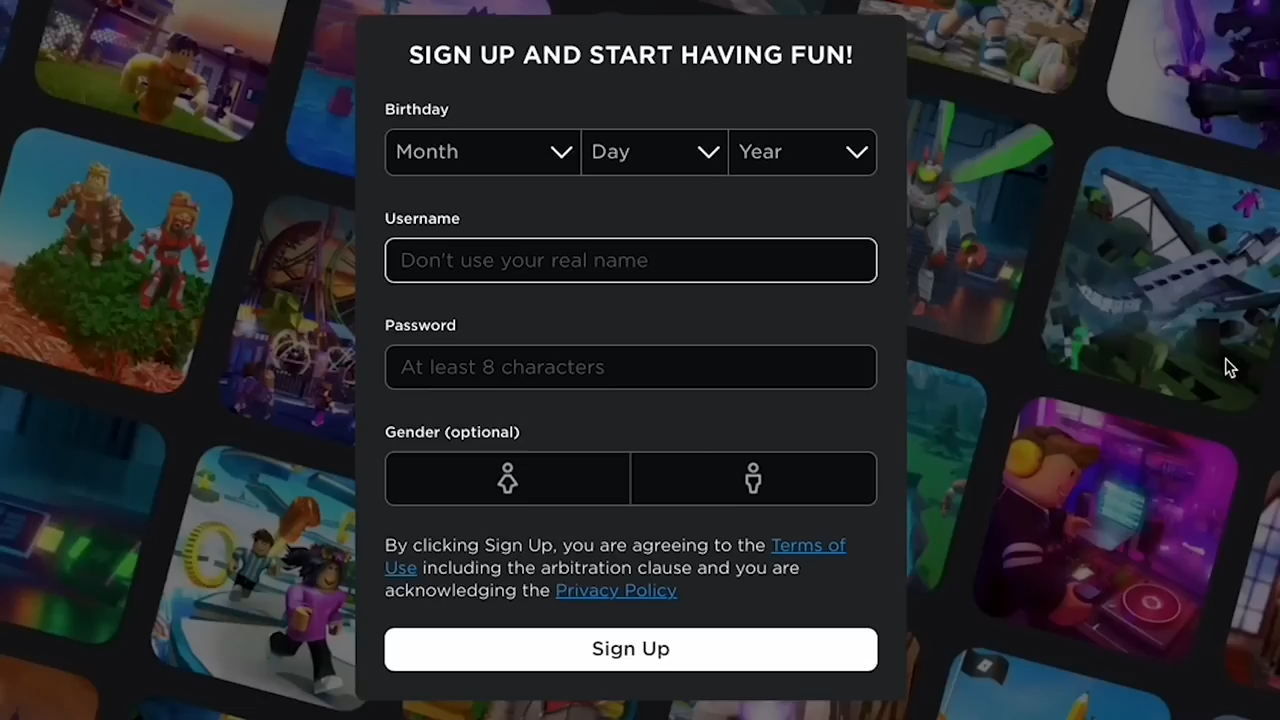 SIGN UP AND START HAVING FUN!
Birthday
Month Day Year
Username
Don't use your real name
Password
At least 8 characters
Gender (optional)
By clicking Sign Up, you are agreeing to the Terms of
Use including the arbitration clause and you are
acknowledging the Privacy Policy
Sign Up